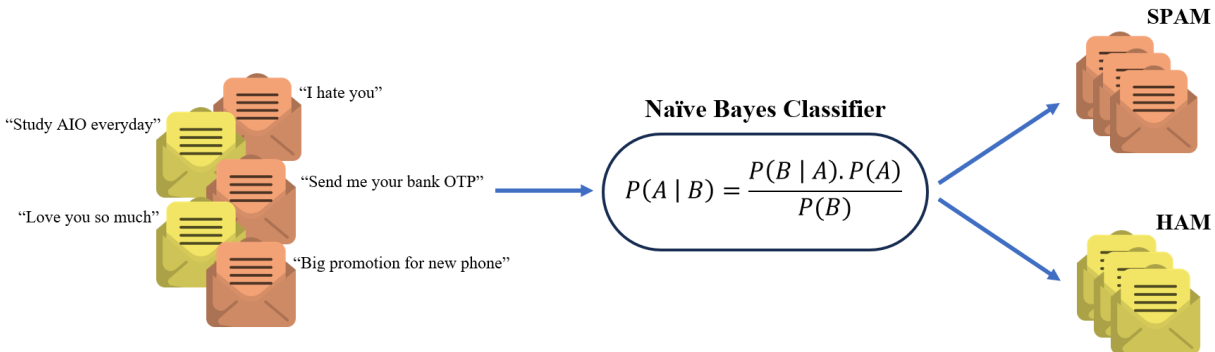 “I hate you”
“Study AIO everyday”
“Send me your bank OTP”
“Love you so much”
“Big promotion for new phone”
Naïve Bayes Classifier
P(A | B) = P(B | A). P(A) / P(B)
SPAM
HAM